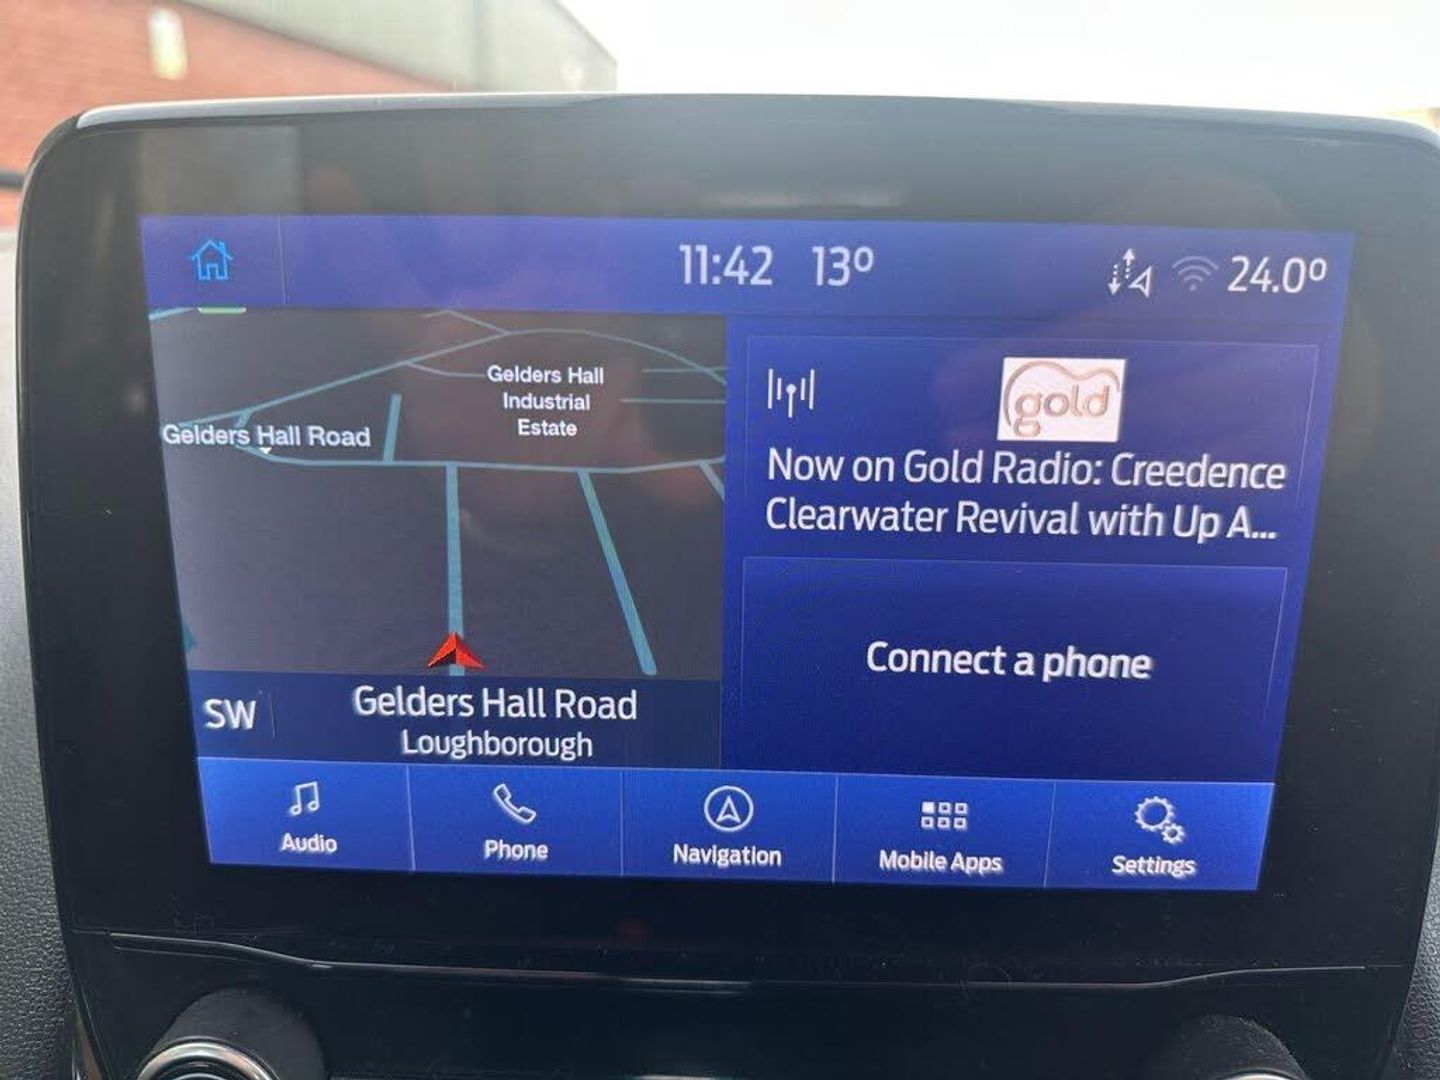 11:42 13° 24.0°
Gelders Hall
Industrial
Estate
Gelders Hall Road
gold
Now on Gold Radio: Creedence
Clearwater Revival with Up A...
Connect a phone
SW
Gelders Hall Road
Loughborough
Audio
Phone
Navigation
Mobile Apps
Settings